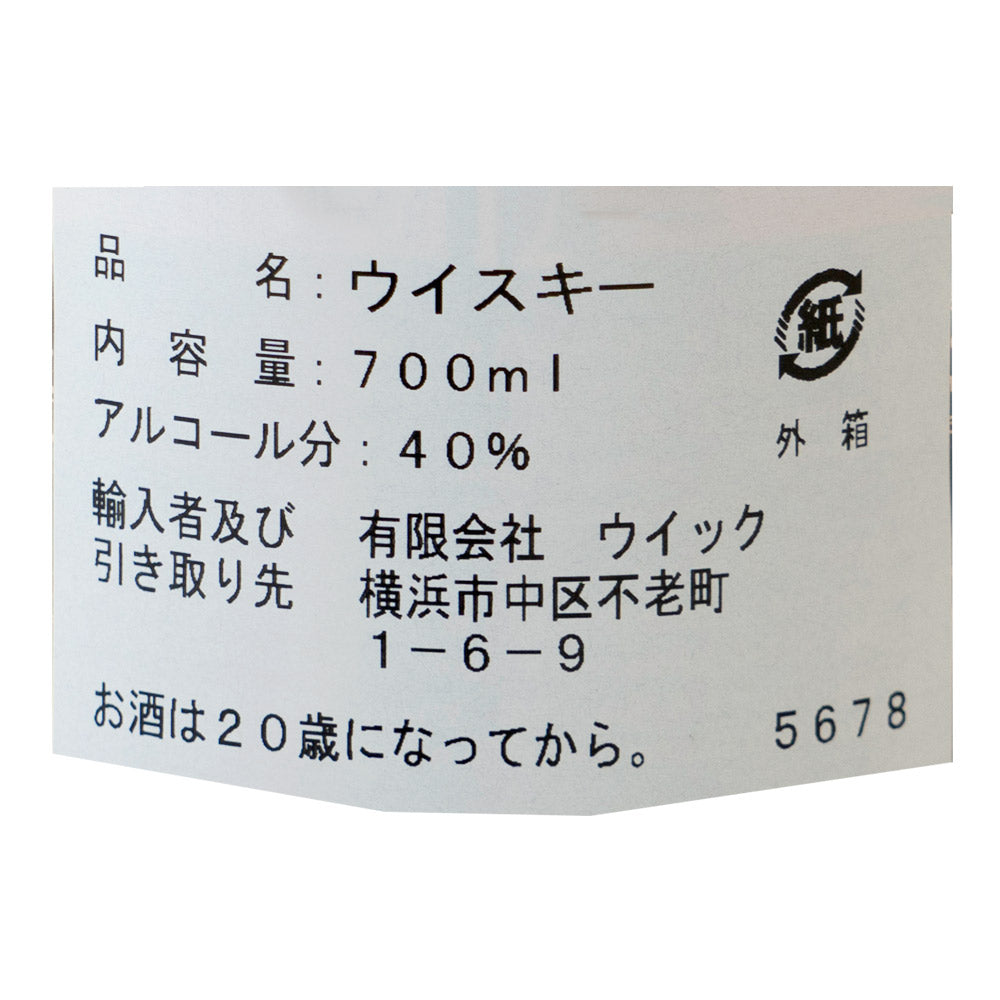 品　　名：ウイスキー
内 容 量：７００ｍｌ
アルコール分：４０％
輸入者及び　有限会社　ウイック
引き取り先　横浜市中区不老町
１－６－９
お酒は２０歳になってから。
紙
外 箱
５６７８